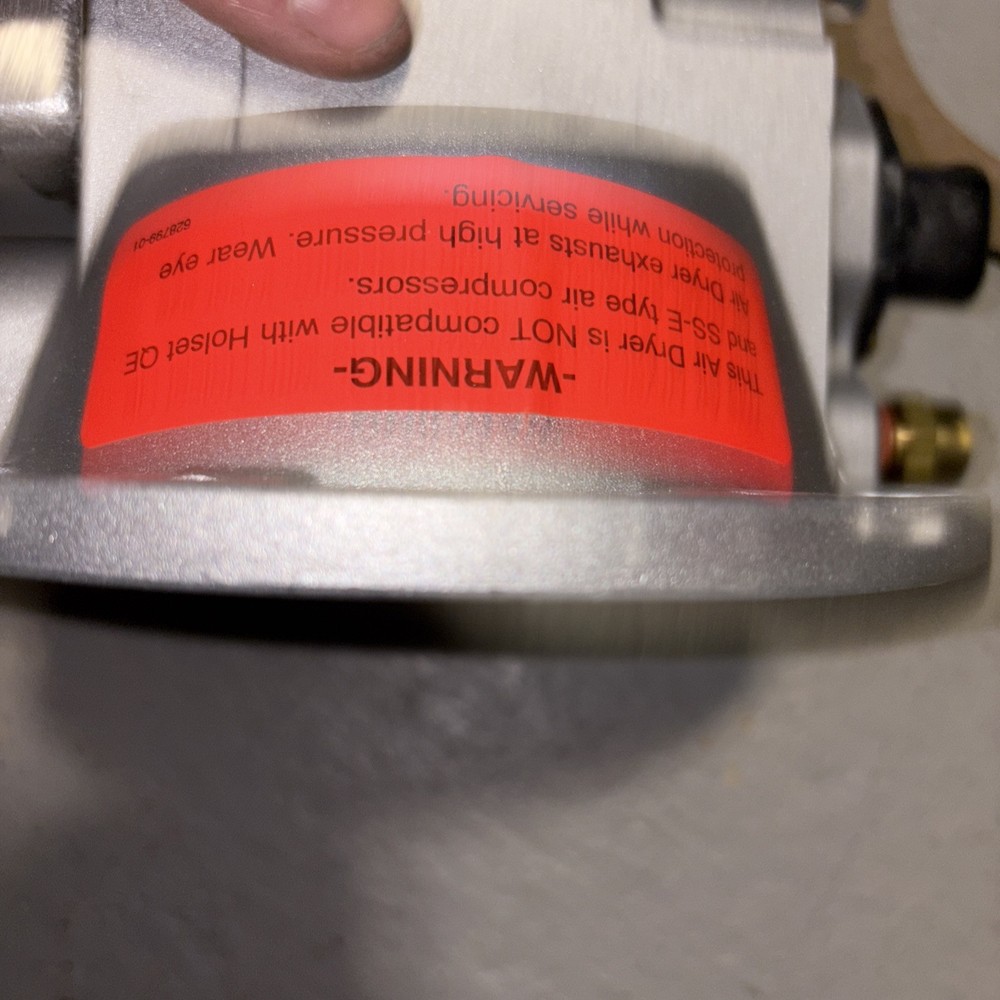 -WARNING-
This Air Dryer is NOT compatible with Holset QE
and SS-E type air compressors.
Air Dryer exhausts at high pressure. Wear eye
protection while servicing.
628799-01